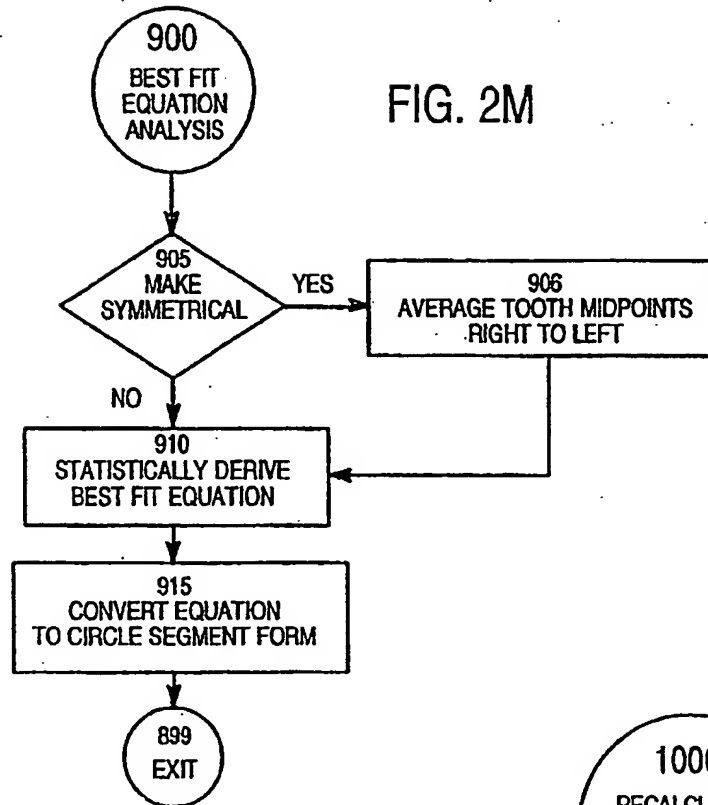 900
BEST FIT
EQUATION
ANALYSIS
FIG. 2M
905
MAKE
SYMMETRICAL
YES
906
AVERAGE TOOTH MIDPOINTS
RIGHT TO LEFT
NO
910
STATISTICALLY DERIVE
BEST FIT EQUATION
915
CONVERT EQUATION
TO CIRCLE SEGMENT FORM
899
EXIT
1000